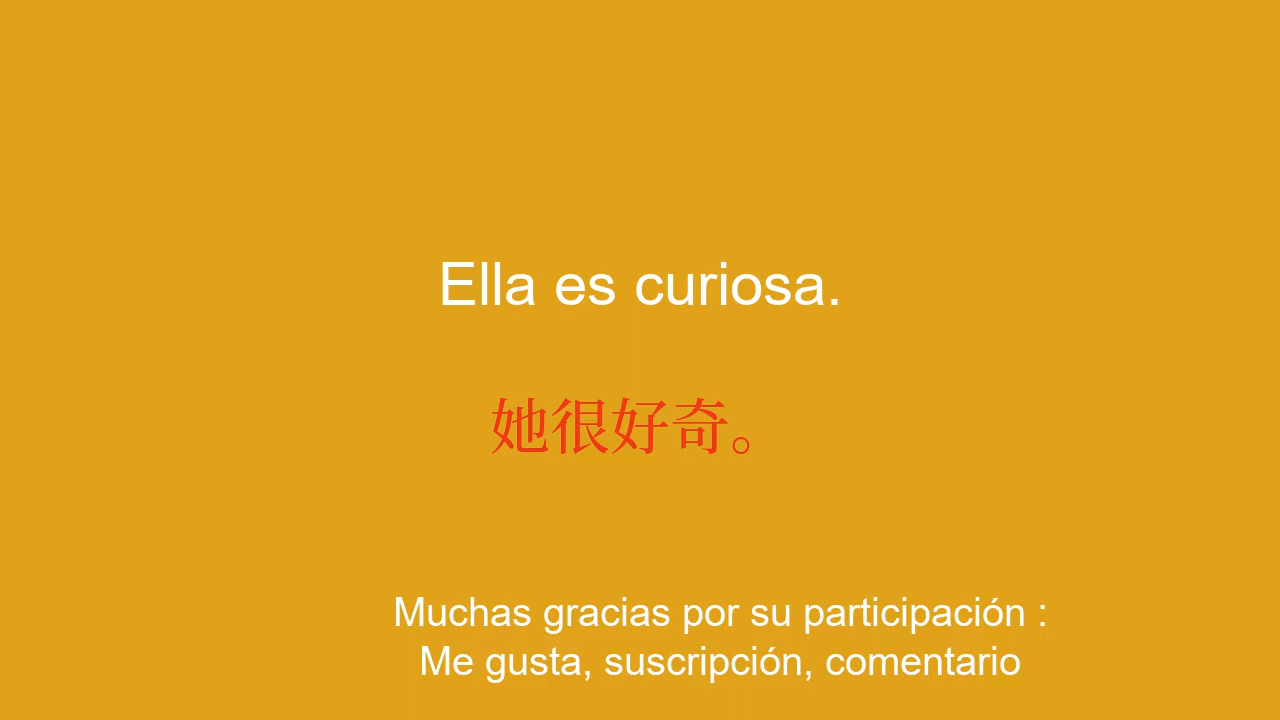 Ella es curiosa.
她很好奇。
Muchas gracias por su participación :
Me gusta, suscripción, comentario